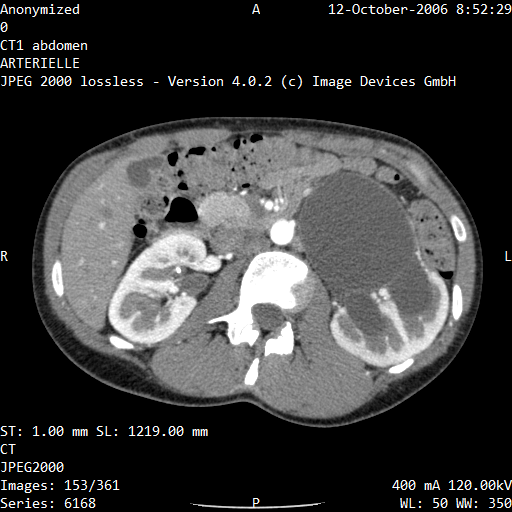 Anonymized A 12-October-2006 8:52:29
0
CT1 abdomen
ARTERIELLE
JPEG 2000 lossless - Version 4.0.2 (c) Image Devices GmbH
R L
ST: 1.00 mm SL: 1219.00 mm
CT
JPEG2000
Images: 153/361 400 mA 120.00kV
Series: 6168 P WL: 50 WW: 350